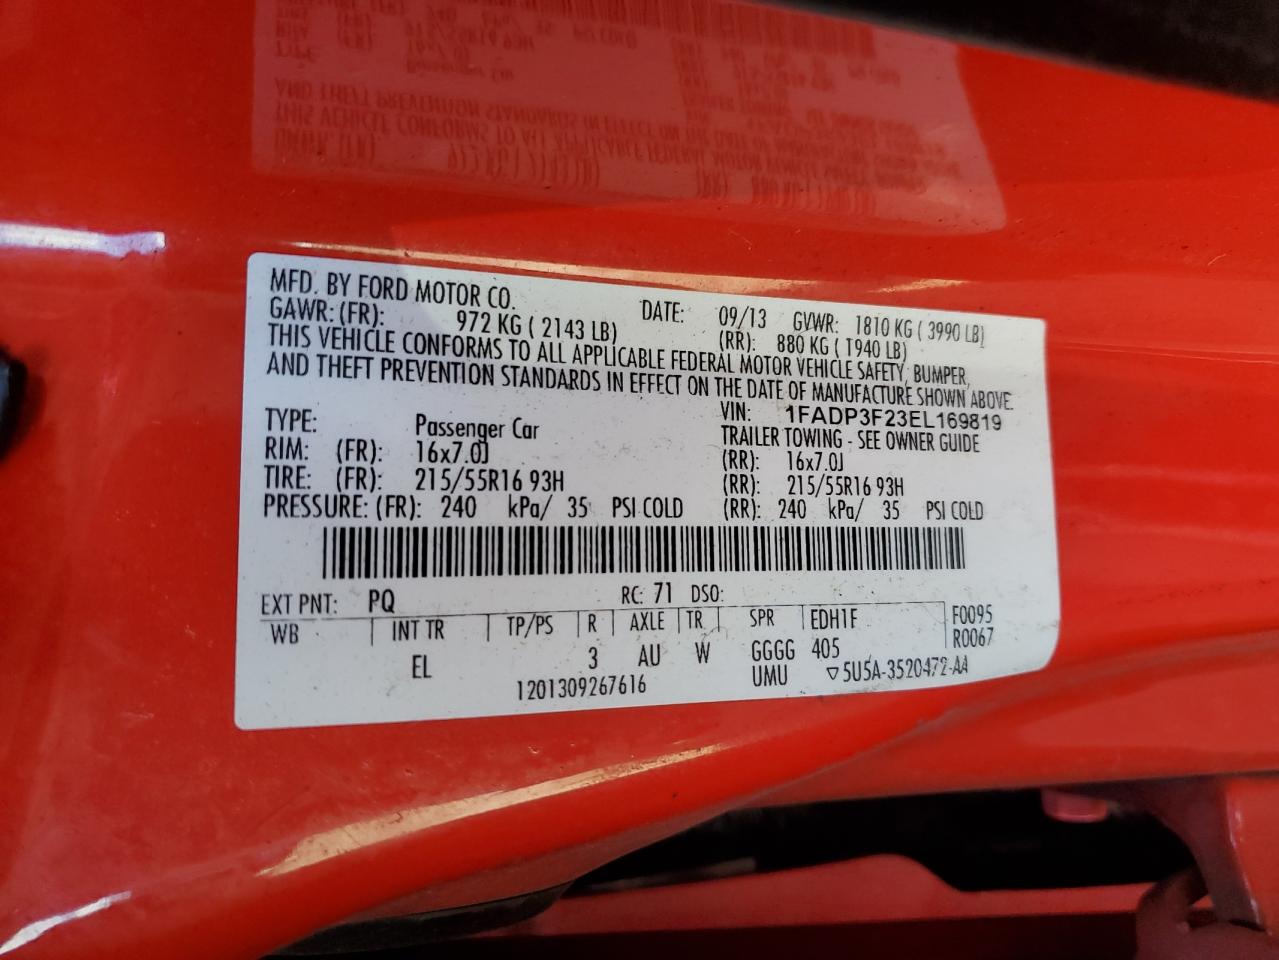 MFD. BY FORD MOTOR CO.
DATE: 09/13 GVWR: 1810 KG ( 3990 LB)
GAWR: (FR): 972 KG ( 2143 LB) (RR): 880 KG ( 1940 LB)
THIS VEHICLE CONFORMS TO ALL APPLICABLE FEDERAL MOTOR VEHICLE SAFETY, BUMPER,
AND THEFT PREVENTION STANDARDS IN EFFECT ON THE DATE OF MANUFACTURE SHOWN ABOVE.
VIN: 1FADP3F23EL169819
TYPE: Passenger Car TRAILER TOWING - SEE OWNER GUIDE
RIM: (FR): 16x7.0J (RR): 16x7.0J
TIRE: (FR): 215/55R16 93H (RR): 215/55R16 93H
PRESSURE: (FR): 240 kPa/ 35 PSI COLD (RR): 240 kPa/ 35 PSI COLD
EXT PNT: PQ RC: 71 DSO:
WB INT TR TP/PS R AXLE TR SPR EDH1F F0095
EL 3 AU W GGGG 405 R0067
1201309267616 UMU ▽5U5A-3520472-AA